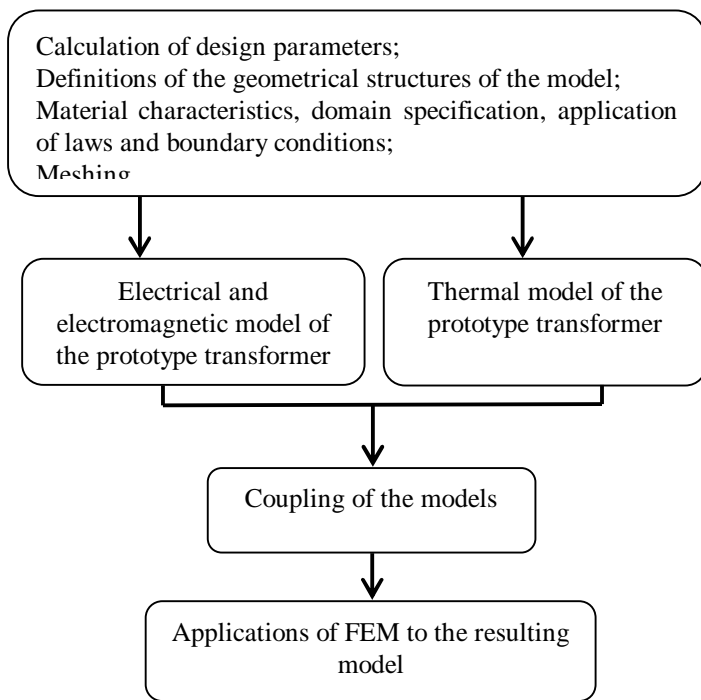 Calculation of design parameters;
Definitions of the geometrical structures of the model;
Material characteristics, domain specification, application
of laws and boundary conditions;
Meshing
Electrical and
electromagnetic model of
the prototype transformer
Thermal model of the
prototype transformer
Coupling of the models
Applications of FEM to the resulting
model